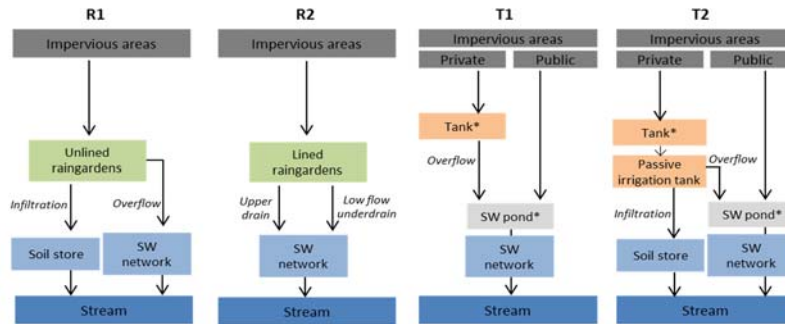 R1
Impervious areas
Unlined
raingardens
Infiltration
Overflow
Soil store
SW
network
Stream
R2
Impervious areas
Lined
raingardens
Upper
drain
Low flow
underdrain
SW
network
Stream
T1
Impervious areas
Private
Public
Tank*
Overflow
SW pond*
SW
network
Stream
T2
Impervious areas
Private
Public
Tank*
Passive
irrigation tank
Overflow
Infiltration
SW pond*
Soil store
SW
network
Stream